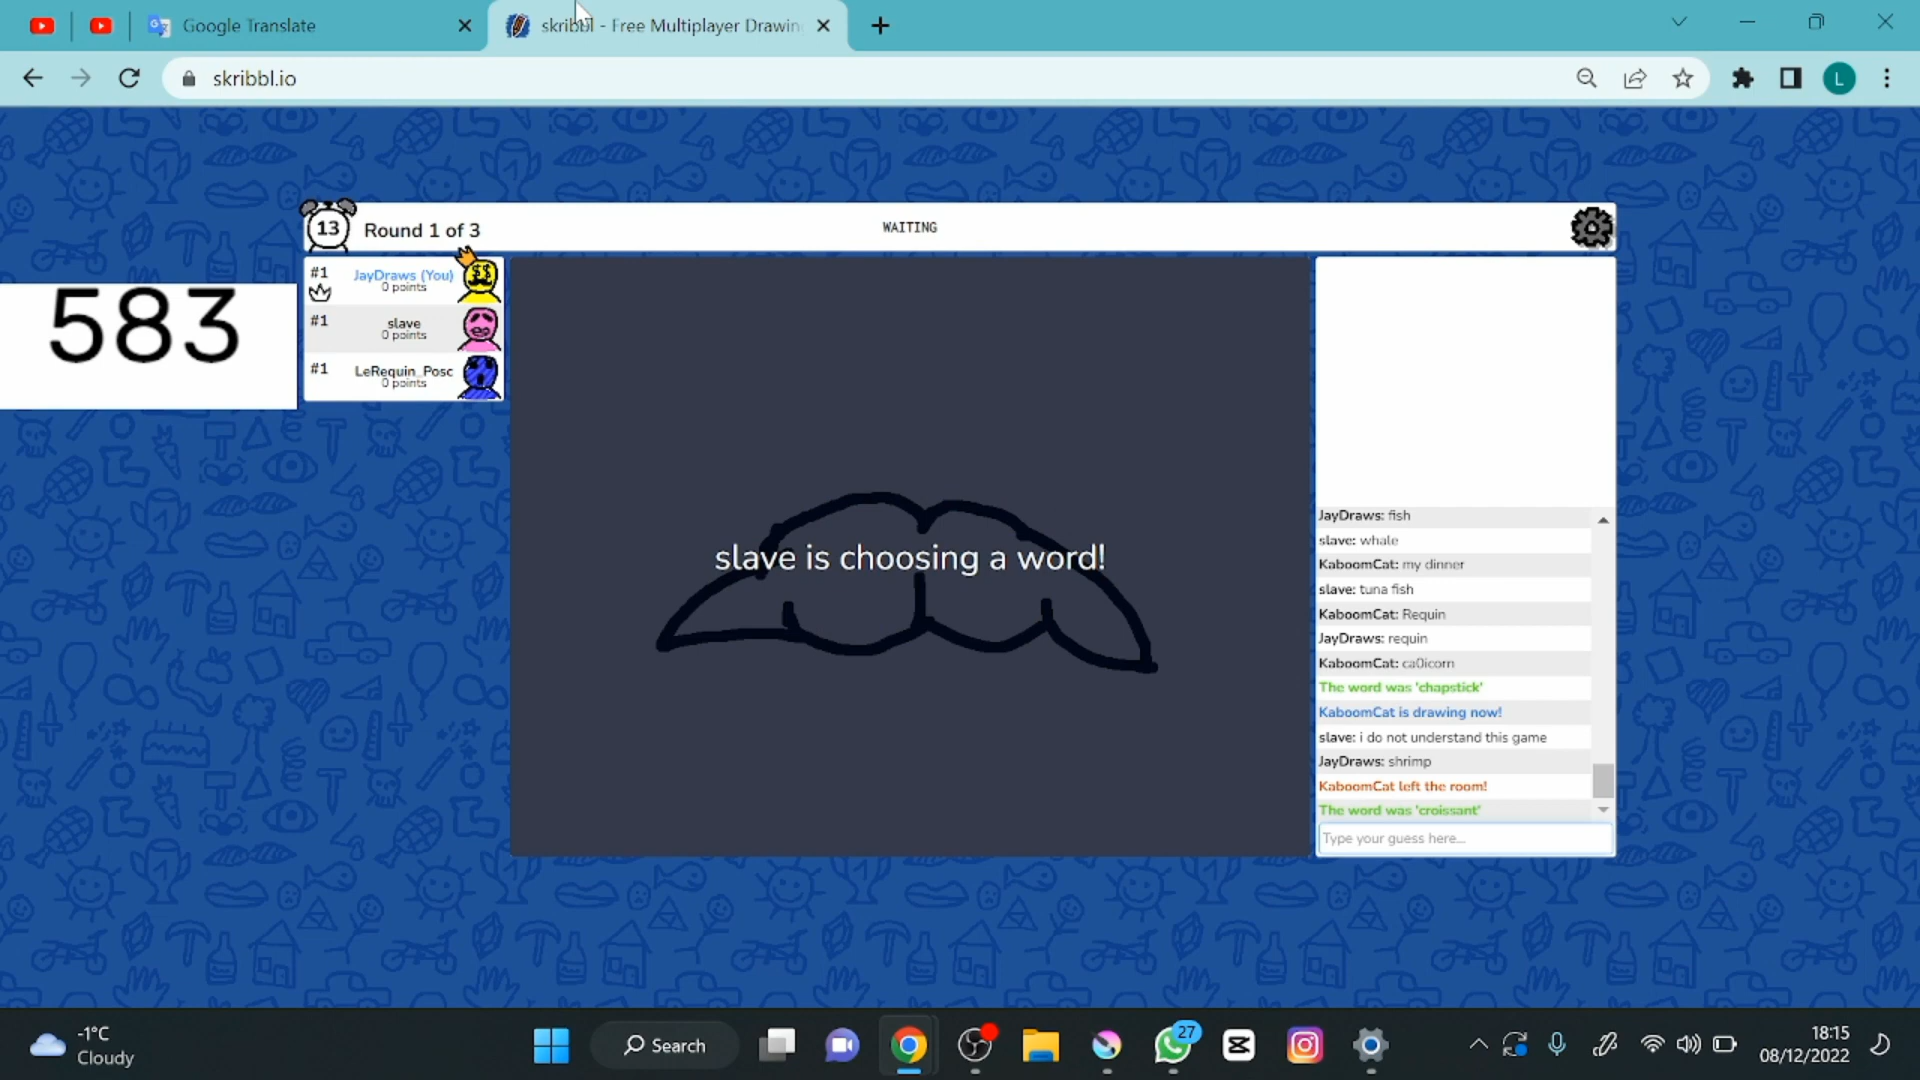 Google Translate
skribbl - Free Multiplayer Drawin
skribbl.io
L
13
Round 1 of 3
WAITING
583
#1
JayDraws (You)
0 points
#1
slave
0 points
#1
LeRequin_Posc
0 points
slave is choosing a word!
JayDraws: fish
slave: whale
KaboomCat: my dinner
slave: tuna fish
KaboomCat: Requin
JayDraws: requin
KaboomCat: ca0icorn
The word was 'chapstick'
KaboomCat is drawing now!
slave: i do not understand this game
JayDraws: shrimp
KaboomCat left the room!
The word was 'croissant'
Type your guess here...
-1°C
Cloudy
Search
27
18:15
08/12/2022